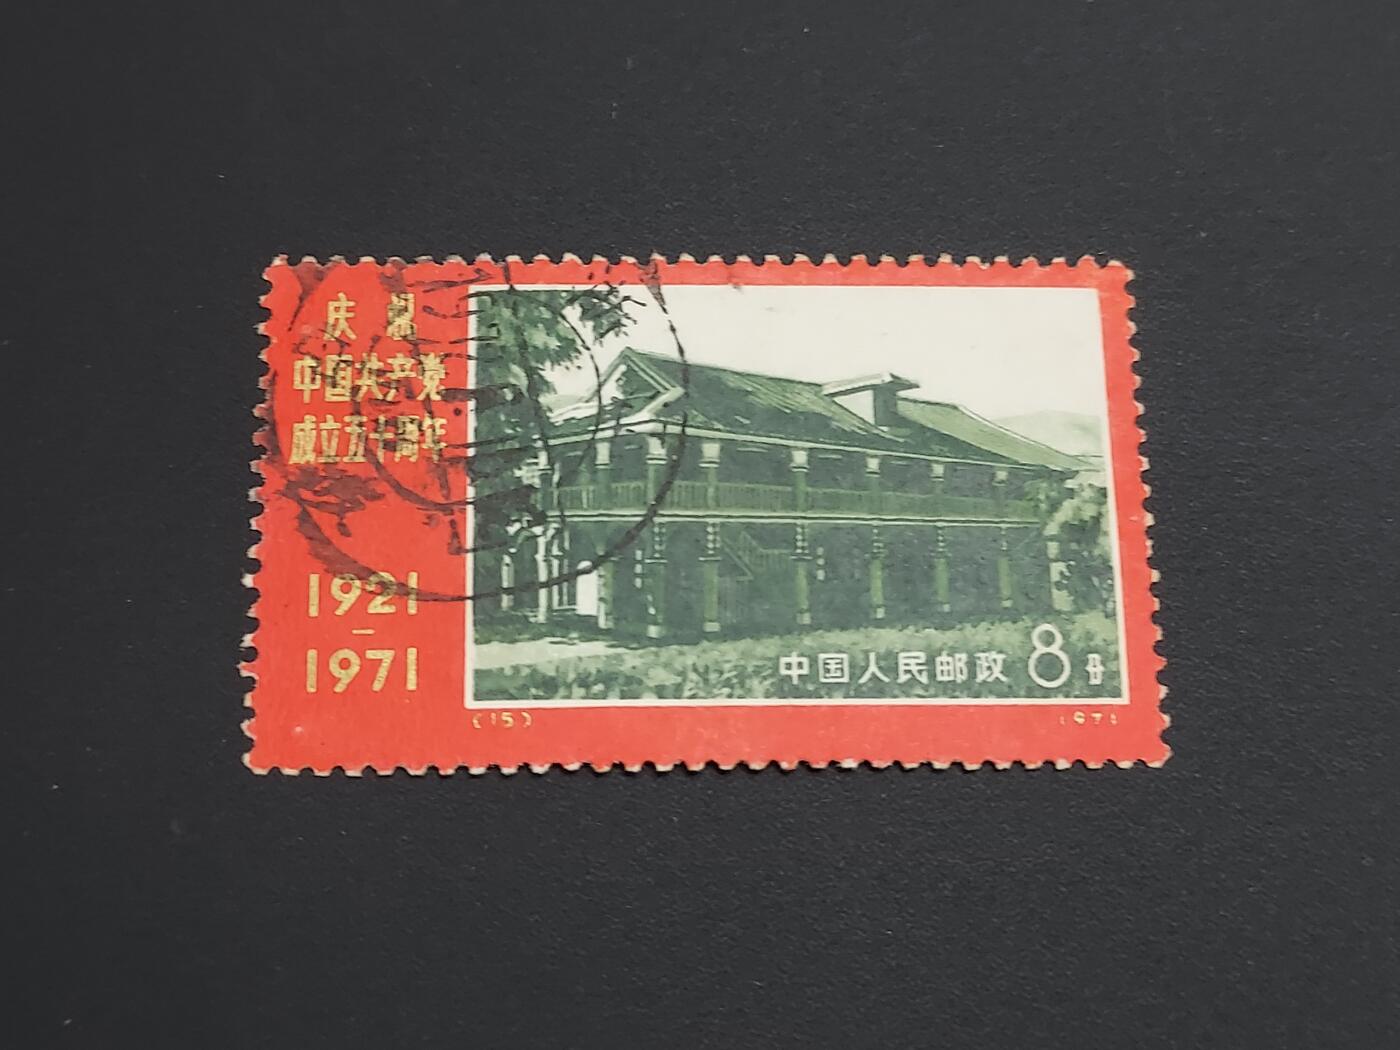 庆祝
中国共产党
成立五十周年
1921
—
1971
中国人民邮政 8分
(15)
1971